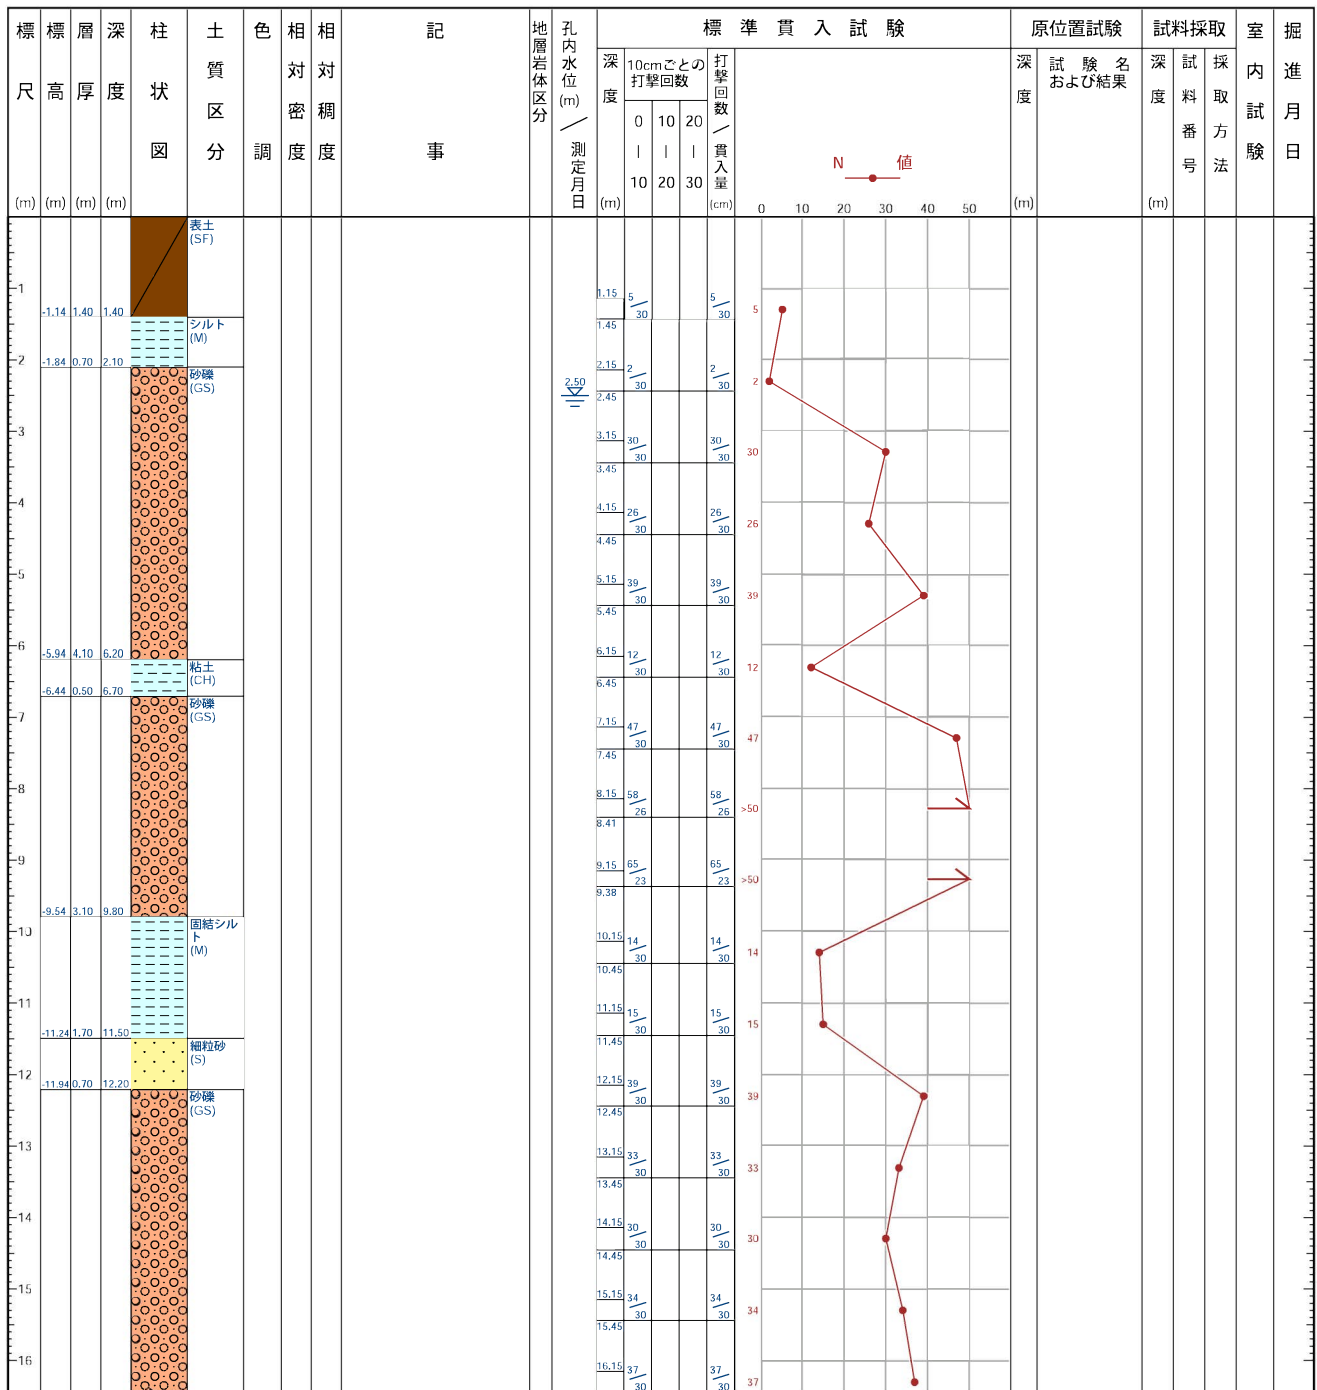 標尺 (m)
標高 (m)
層厚 (m)
深度 (m)
柱状図
土質区分
色調
相対密度
相対稠度
記事
地層岩体区分
孔内水位(m)/測定月日
標準貫入試験
深度 (m)
10cmごとの
打撃回数
0 | 10
10 | 20
20 | 30
打撃回数/貫入量 (cm)
N 値
0 10 20 30 40 50
原位置試験
深度 (m)
試験名
および結果
試料採取
深度 (m)
試料番号
採取方法
室内試験
掘進月日
表土
(SF)
1
1.15 5/30 5/30 5
-1.14 1.40 1.40
1.45
シルト
(M)
2
-1.84 0.70 2.10
2.15 2/30 2/30 2
砂礫
(GS)
2.50
2.45
3
3.15 30/30 30/30 30
3.45
4
4.15 26/30 26/30 26
4.45
5
5.15 39/30 39/30 39
5.45
6
-5.94 4.10 6.20
6.15 12/30 12/30 12
粘土
(CH)
6.45
-6.44 0.50 6.70
砂礫
(GS)
7
7.15 47/30 47/30 47
7.45
8
8.15 58/26 58/26 >50
8.41
9
9.15 65/23 65/23 >50
9.38
-9.54 3.10 9.80
固結シル
ト
(M)
10
10.15 14/30 14/30 14
10.45
11
11.15 15/30 15/30 15
-11.24 1.70 11.50
11.45
細粒砂
(S)
12
-11.94 0.70 12.20
12.15 39/30 39/30 39
砂礫
(GS)
12.45
13
13.15 33/30 33/30 33
13.45
14
14.15 30/30 30/30 30
14.45
15
15.15 34/30 34/30 34
15.45
16
16.15 37/30 37/30 37